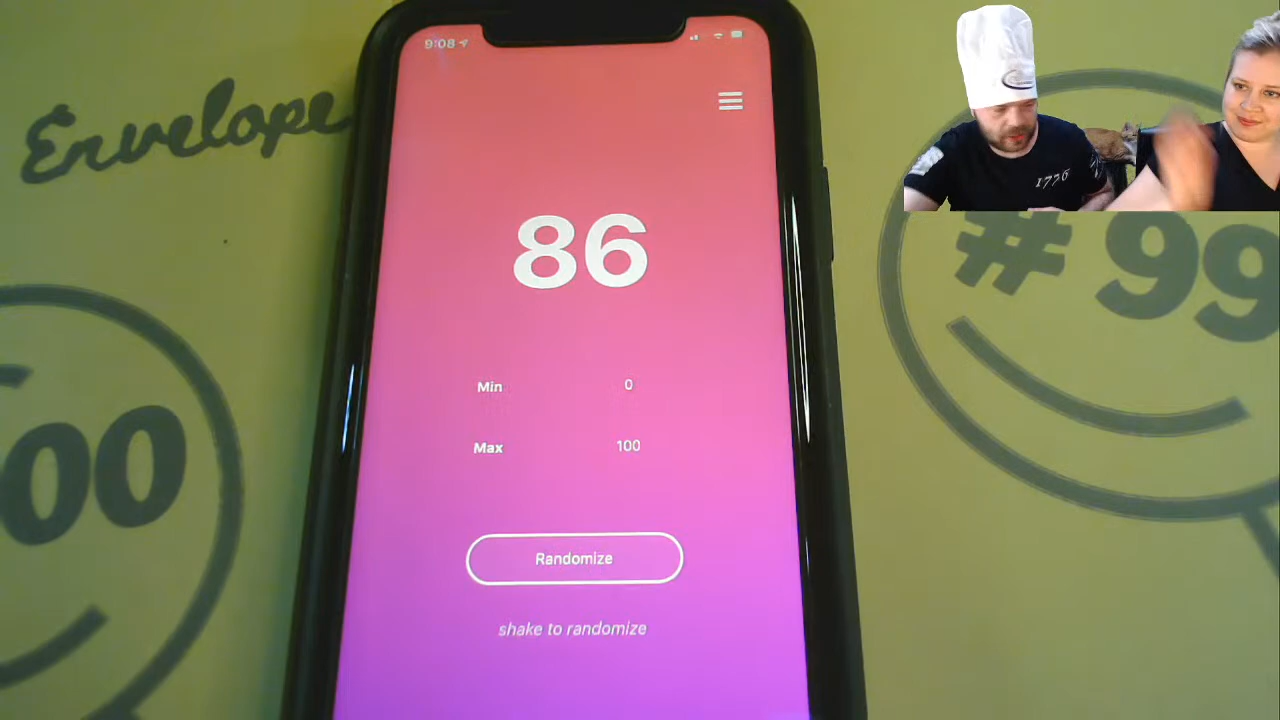 9:08
Envelope
86
1776
# 99
Min 0
Max 100
00
Randomize
shake to randomize